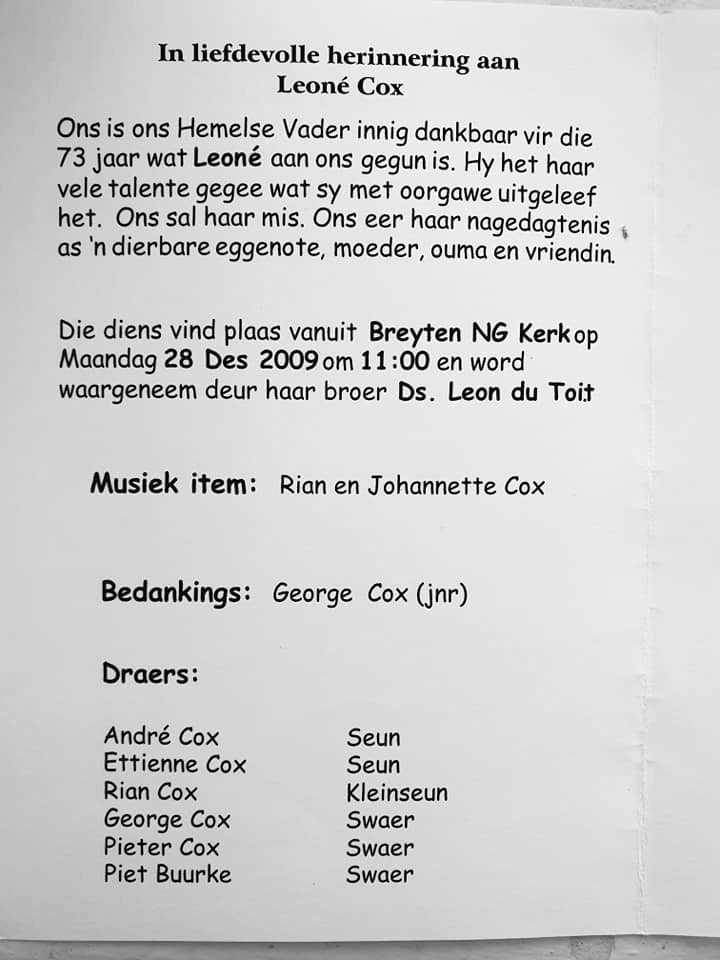 In liefdevolle herinnering aan
Leoné Cox
Ons is ons Hemelse Vader innig dankbaar vir die
73 jaar wat Leoné aan ons gegun is. Hy het haar
vele talente gegee wat sy met oorgawe uitgeleef
het. Ons sal haar mis. Ons eer haar nagedagtenis
as 'n dierbare eggenote, moeder, ouma en vriendin.
Die diens vind plaas vanuit Breyten NG Kerk op
Maandag 28 Des 2009 om 11:00 en word
waargeneem deur haar broer Ds. Leon du Toit
Musiek item: Rian en Johannette Cox
Bedankings: George Cox (jnr)
Draers:
André Cox Seun
Ettienne Cox Seun
Rian Cox Kleinseun
George Cox Swaer
Pieter Cox Swaer
Piet Buurke Swaer